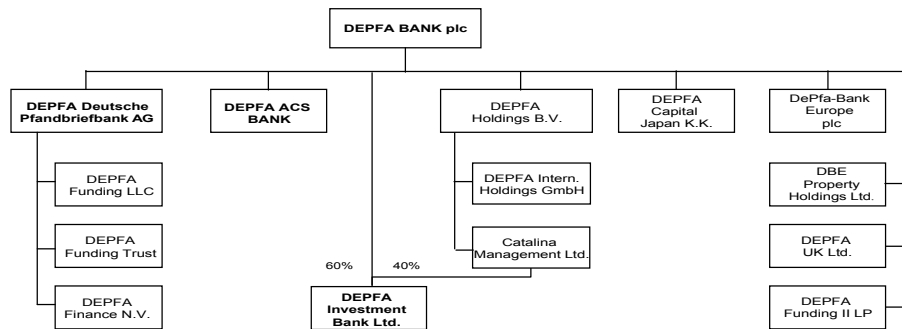 DEPFA BANK plc
DEPFA Deutsche
Pfandbriefbank AG
DEPFA ACS
BANK
DEPFA
Holdings B.V.
DEPFA
Capital
Japan K.K.
DePfa-Bank
Europe
plc
DEPFA
Funding LLC
DEPFA Intern.
Holdings GmbH
DBE
Property
Holdings Ltd.
DEPFA
Funding Trust
Catalina
Management Ltd.
DEPFA
UK Ltd.
60%
40%
DEPFA
Finance N.V.
DEPFA
Investment
Bank Ltd.
DEPFA
Funding II LP